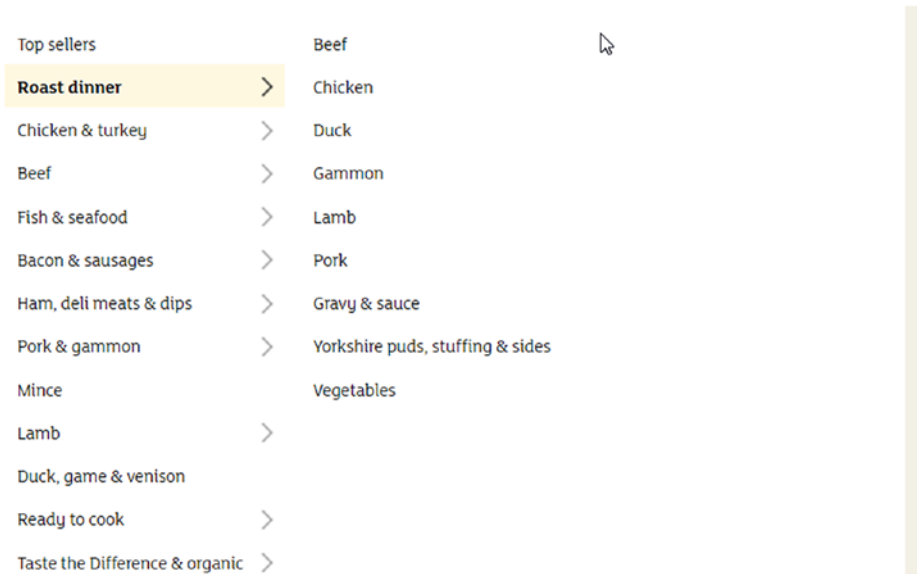 Top sellers
Roast dinner
Chicken & turkey
Beef
Fish & seafood
Bacon & sausages
Ham, deli meats & dips
Pork & gammon
Mince
Lamb
Duck, game & venison
Ready to cook
Taste the Difference & organic
Beef
Chicken
Duck
Gammon
Lamb
Pork
Gravy & sauce
Yorkshire puds, stuffing & sides
Vegetables